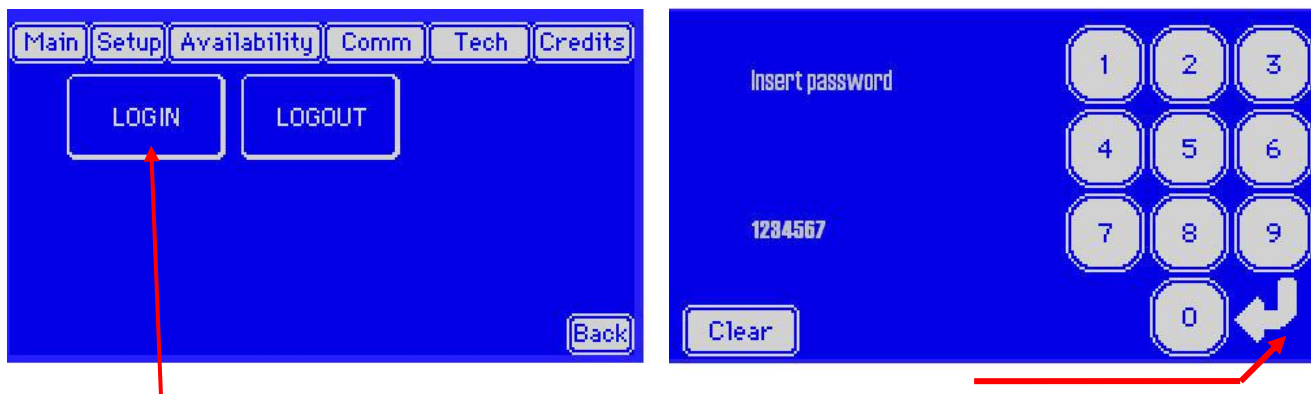 Main Setup Availability Comm Tech Credits
LOGIN LOGOUT
Back
Insert password
1234567
Clear
1 2 3
4 5 6
7 8 9
0